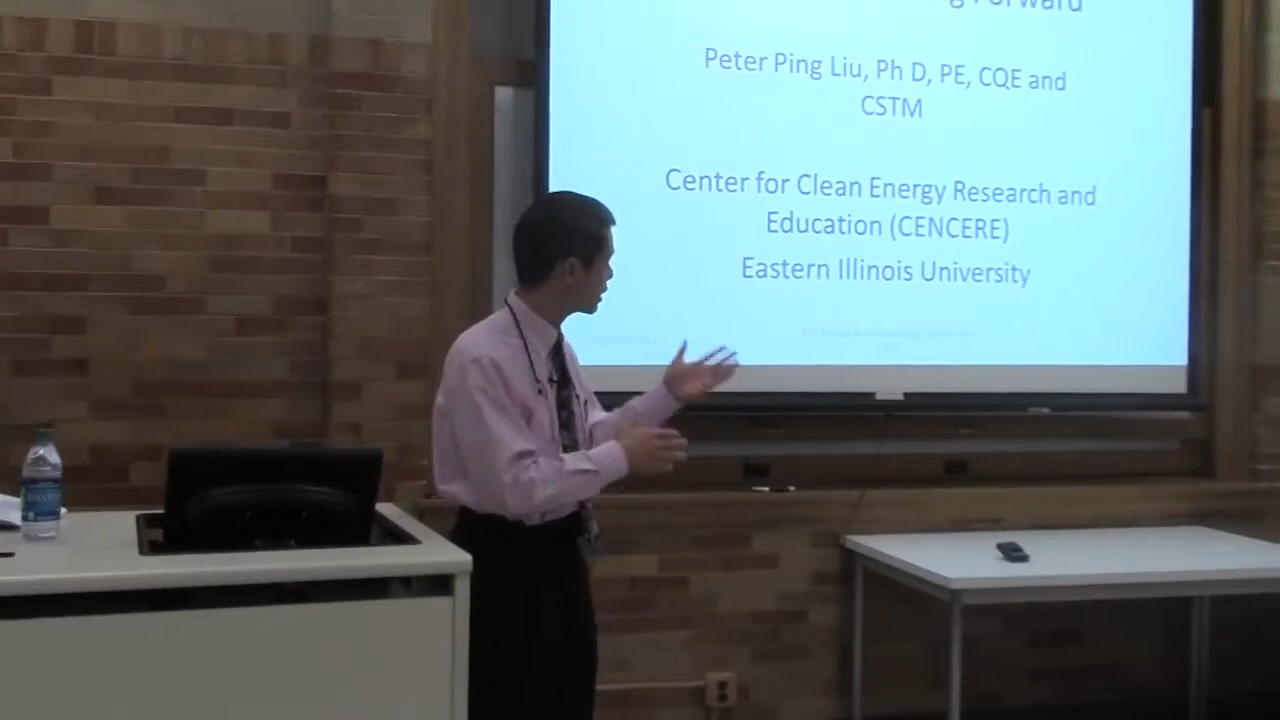 Forward
Peter Ping Liu, Ph D, PE, CQE and
CSTM
Center for Clean Energy Research and
Education (CENCERE)
Eastern Illinois University